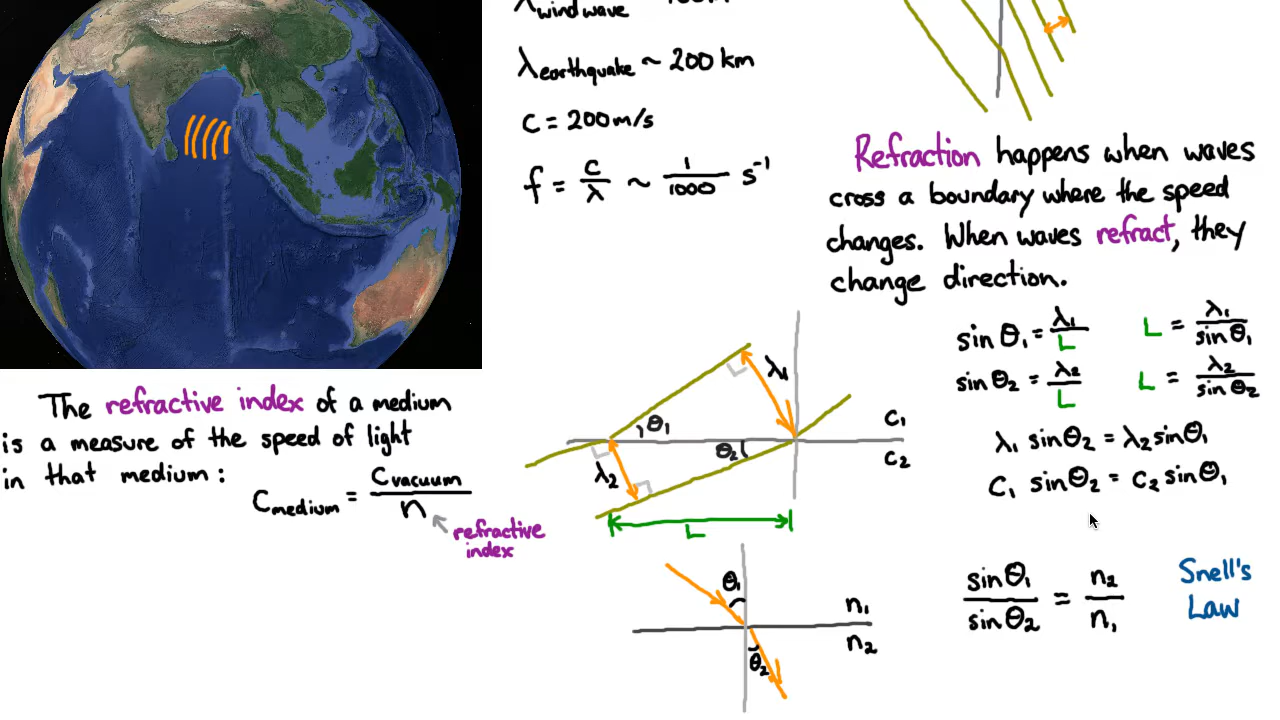 λwind wave
λearthquake ~ 200 km
c = 200 m/s
f = c/λ ~ 1/1000 s⁻¹
Refraction happens when waves
cross a boundary where the speed
changes. When waves refract, they
change direction.
sin θ₁ = λ₁/L    L = λ₁/sin θ₁
sin θ₂ = λ₂/L    L = λ₂/sin θ₂
λ₁ sin θ₂ = λ₂ sin θ₁
C₁ sin θ₂ = C₂ sin θ₁
sin θ₁/sin θ₂ = n₂/n₁
Snell's
Law
The refractive index of a medium
is a measure of the speed of light
in that medium:
Cmedium = Cvacuum/n
refractive
index
λ₁
θ₁
C₁
θ₂
C₂
λ₂
L
θ₁
n₁
n₂
θ₂